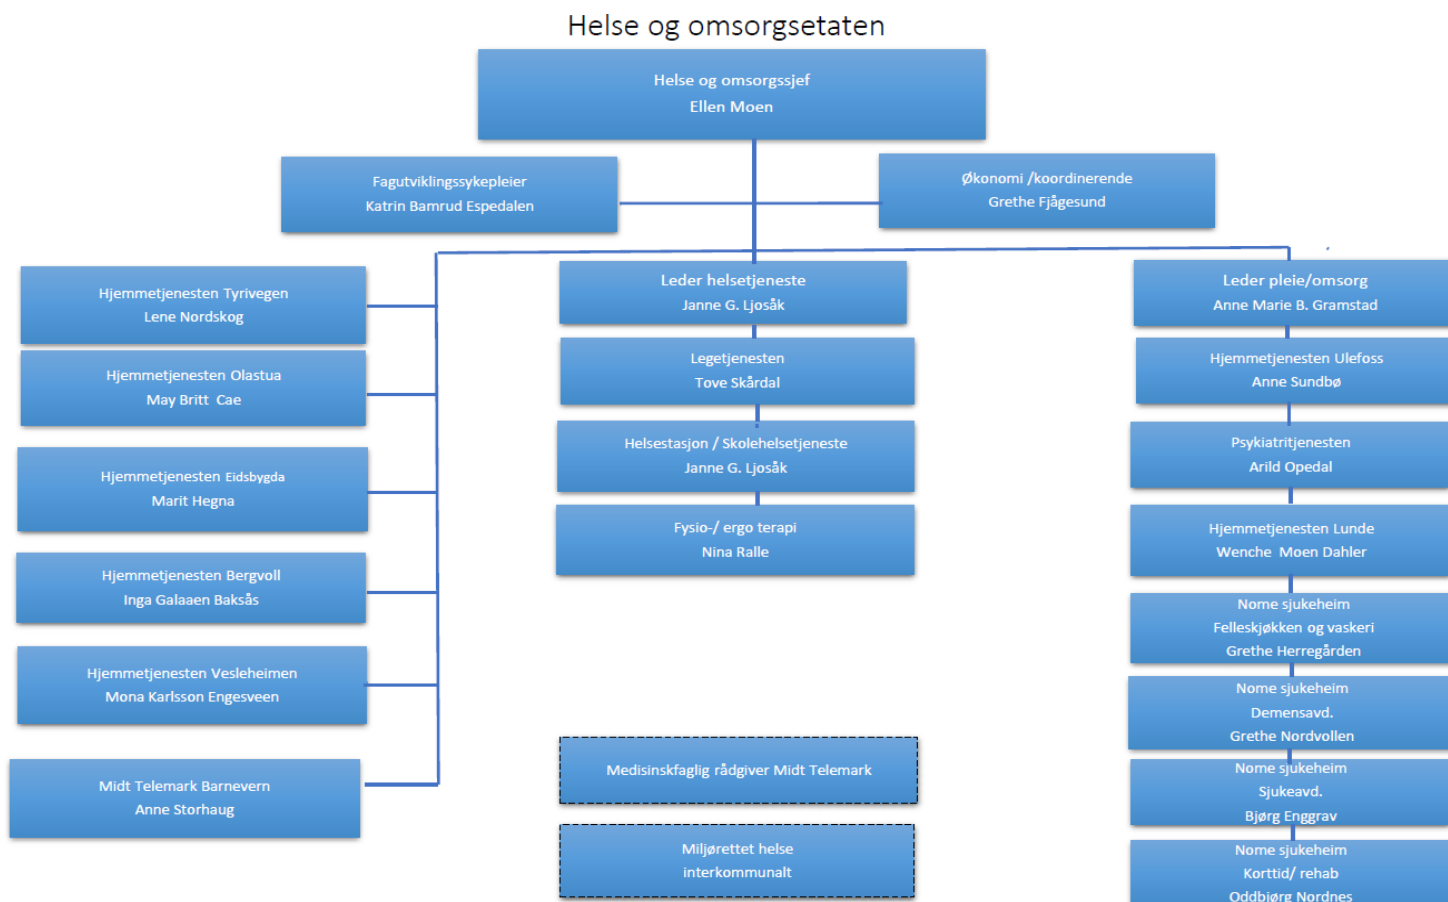 Helse og omsorgsetaten
Helse og omsorgssjef
Ellen Moen
Fagutviklingssykepleier
Katrin Bamrud Espedalen
Økonomi /koordinerende
Grethe Fjågesund
Hjemmetjenesten Tyrivegen
Lene Nordskog
Hjemmetjenesten Olastua
May Britt Cae
Hjemmetjenesten Eidsbygda
Marit Hegna
Hjemmetjenesten Bergvoll
Inga Galaaen Baksås
Hjemmetjenesten Vesleheimen
Mona Karlsson Engesveen
Midt Telemark Barnevern
Anne Storhaug
Leder helsetjeneste
Janne G. Ljosåk
Legetjenesten
Tove Skårdal
Helsestasjon / Skolehelsetjeneste
Janne G. Ljosåk
Fysio-/ ergo terapi
Nina Ralle
Medisinskfaglig rådgiver Midt Telemark
Miljørettet helse
interkommunalt
Leder pleie/omsorg
Anne Marie B. Gramstad
Hjemmetjenesten Ulefoss
Anne Sundbø
Psykiatritjenesten
Arild Opedal
Hjemmetjenesten Lunde
Wenche Moen Dahler
Nome sjukeheim
Felleskjøkken og vaskeri
Grethe Herregården
Nome sjukeheim
Demensavd.
Grethe Nordvollen
Nome sjukeheim
Sjukeavd.
Bjørg Enggrav
Nome sjukeheim
Korttid/ rehab
Oddbjørg Nordnes